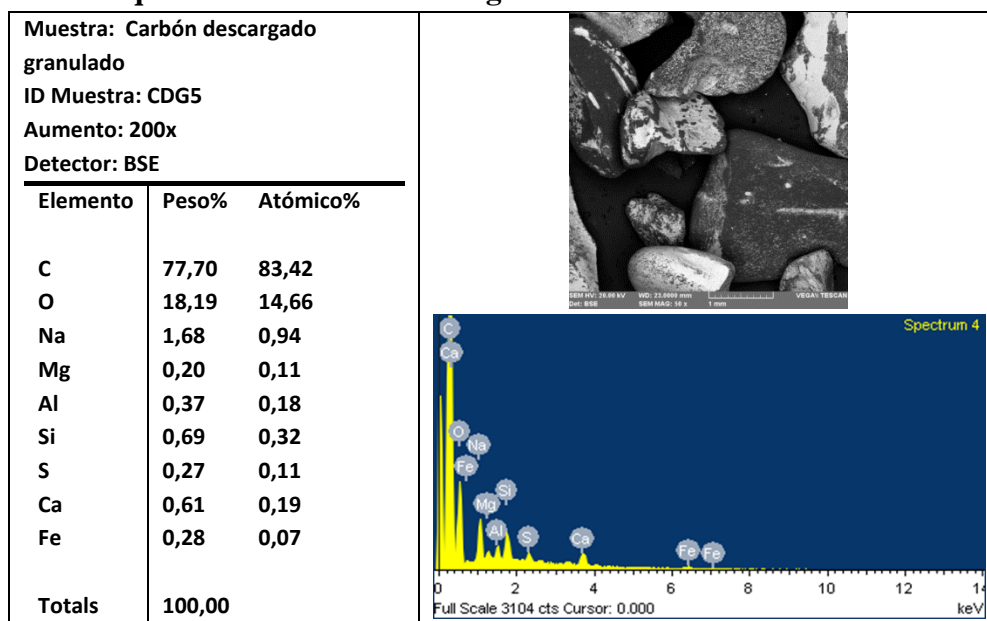 Muestra: Carbón descargado
granulado
ID Muestra: CDG5
Aumento: 200x
Detector: BSE
Elemento Peso% Atómico%
C 77,70 83,42
O 18,19 14,66
Na 1,68 0,94
Mg 0,20 0,11
Al 0,37 0,18
Si 0,69 0,32
S 0,27 0,11
Ca 0,61 0,19
Fe 0,28 0,07
Totals 100,00
SEM HV: 20.00 kV WD: 23.0000 mm VEGA\\ TESCAN
Det: BSE SEM MAG: 50 x 1 mm
Spectrum 4
C
Ca
O
Na
Fe
Si
Mg
Al
S
Ca
Fe
Fe
0 2 4 6 8 10 12 14
Full Scale 3104 cts Cursor: 0.000 keV